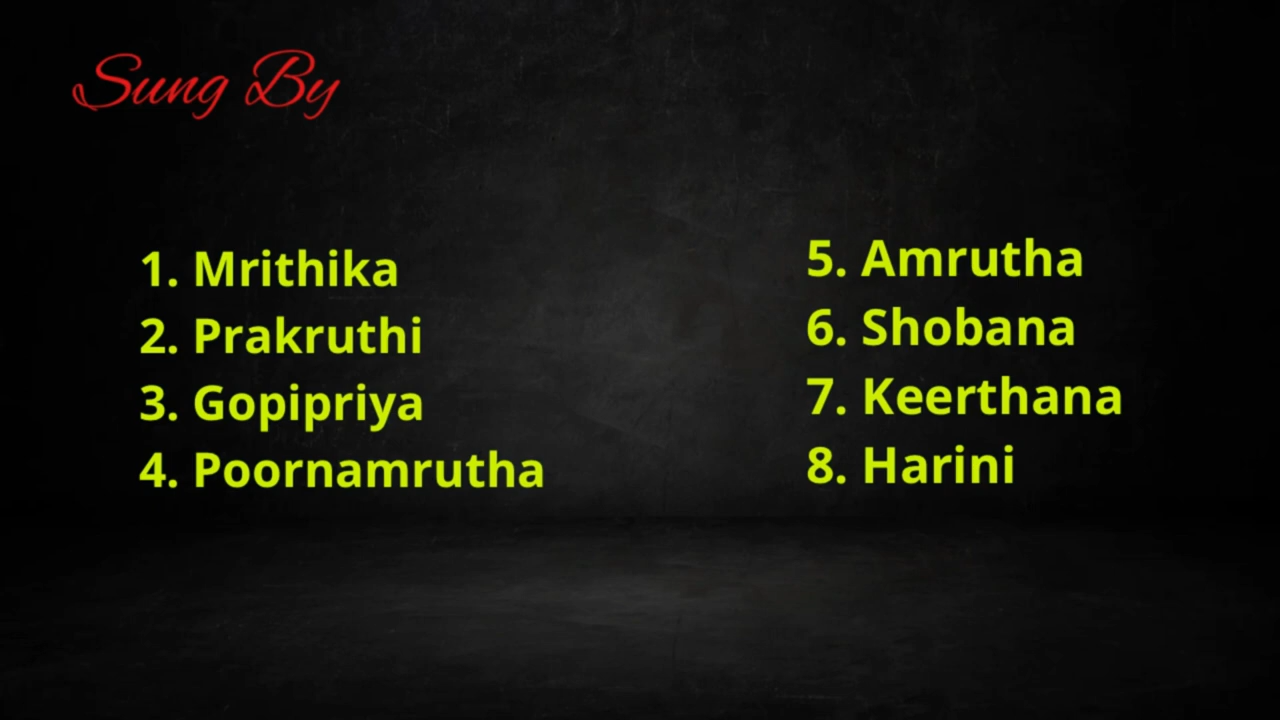 Sung By
1. Mrithika
2. Prakruthi
3. Gopipriya
4. Poornamrutha
5. Amrutha
6. Shobana
7. Keerthana
8. Harini